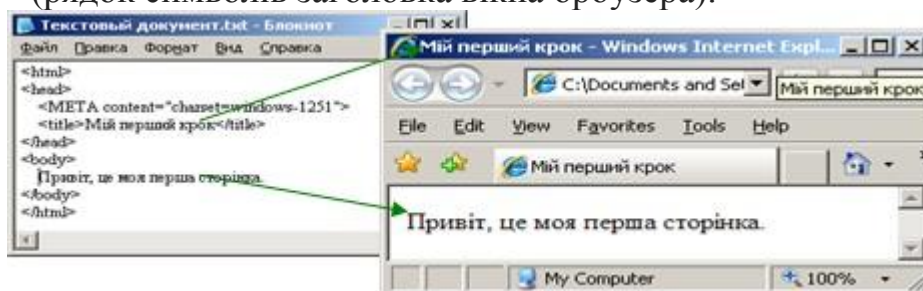 (рядок символів заголовка вікна броузера).
Текстовый документ.txt - Блокнот
Файл Правка Формат Вид Справка
<html>
<head>
<META content="charset=windows-1251">
<title>Мій перший крок</title>
</head>
<body>
Привіт, це моя перша сторінка.
</body>
</html>
Мій перший крок - Windows Internet Expl...
C:\Documents and Set
Мій перший крок
File Edit View Favorites Tools Help
Мій перший крок
Привіт, це моя перша сторінка.
My Computer 100%